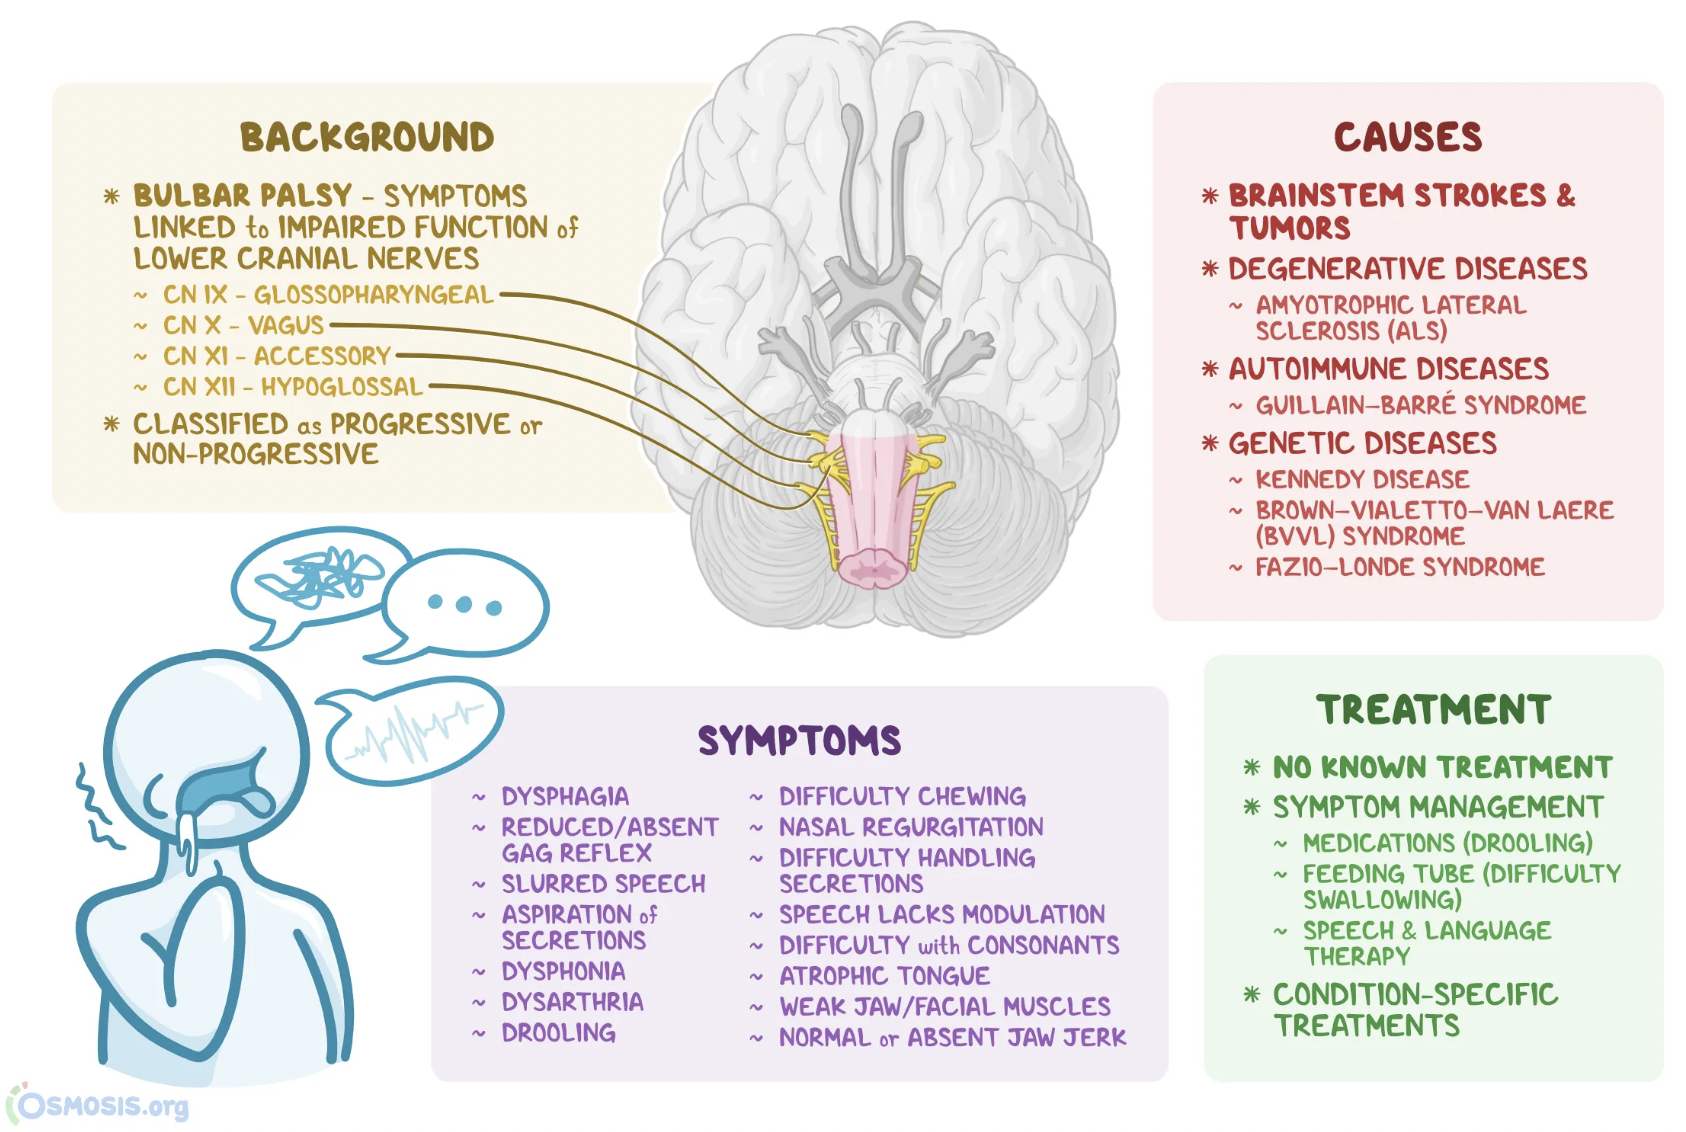 BACKGROUND
* BULBAR PALSY - SYMPTOMS
LINKED to IMPAIRED FUNCTION of
LOWER CRANIAL NERVES
~ CN IX - GLOSSOPHARYNGEAL
~ CN X - VAGUS
~ CN XI - ACCESSORY
~ CN XII - HYPOGLOSSAL
* CLASSIFIED as PROGRESSIVE or
NON-PROGRESSIVE
CAUSES
* BRAINSTEM STROKES &
TUMORS
* DEGENERATIVE DISEASES
~ AMYOTROPHIC LATERAL
SCLEROSIS (ALS)
* AUTOIMMUNE DISEASES
~ GUILLAIN-BARRÉ SYNDROME
* GENETIC DISEASES
~ KENNEDY DISEASE
~ BROWN-VIALETTO-VAN LAERE
(BVVL) SYNDROME
~ FAZIO-LONDE SYNDROME
SYMPTOMS
~ DYSPHAGIA
~ REDUCED/ABSENT
GAG REFLEX
~ SLURRED SPEECH
~ ASPIRATION of
SECRETIONS
~ DYSPHONIA
~ DYSARTHRIA
~ DROOLING
~ DIFFICULTY CHEWING
~ NASAL REGURGITATION
~ DIFFICULTY HANDLING
SECRETIONS
~ SPEECH LACKS MODULATION
~ DIFFICULTY with CONSONANTS
~ ATROPHIC TONGUE
~ WEAK JAW/FACIAL MUSCLES
~ NORMAL or ABSENT JAW JERK
TREATMENT
* NO KNOWN TREATMENT
* SYMPTOM MANAGEMENT
~ MEDICATIONS (DROOLING)
~ FEEDING TUBE (DIFFICULTY
SWALLOWING)
~ SPEECH & LANGUAGE
THERAPY
* CONDITION-SPECIFIC
TREATMENTS
OSMOSIS.org